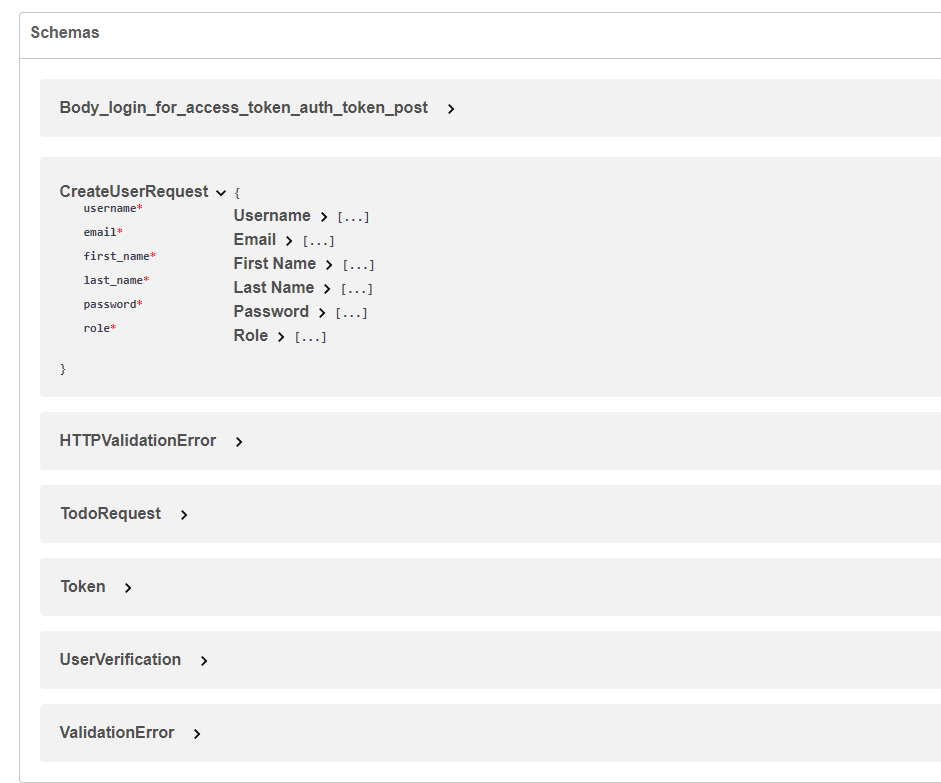 Schemas
Body_login_for_access_token_auth_token_post
CreateUserRequest {
username* Username [...]
email* Email [...]
first_name* First Name [...]
last_name* Last Name [...]
password* Password [...]
role* Role [...]
}
HTTPValidationError
TodoRequest
Token
UserVerification
ValidationError